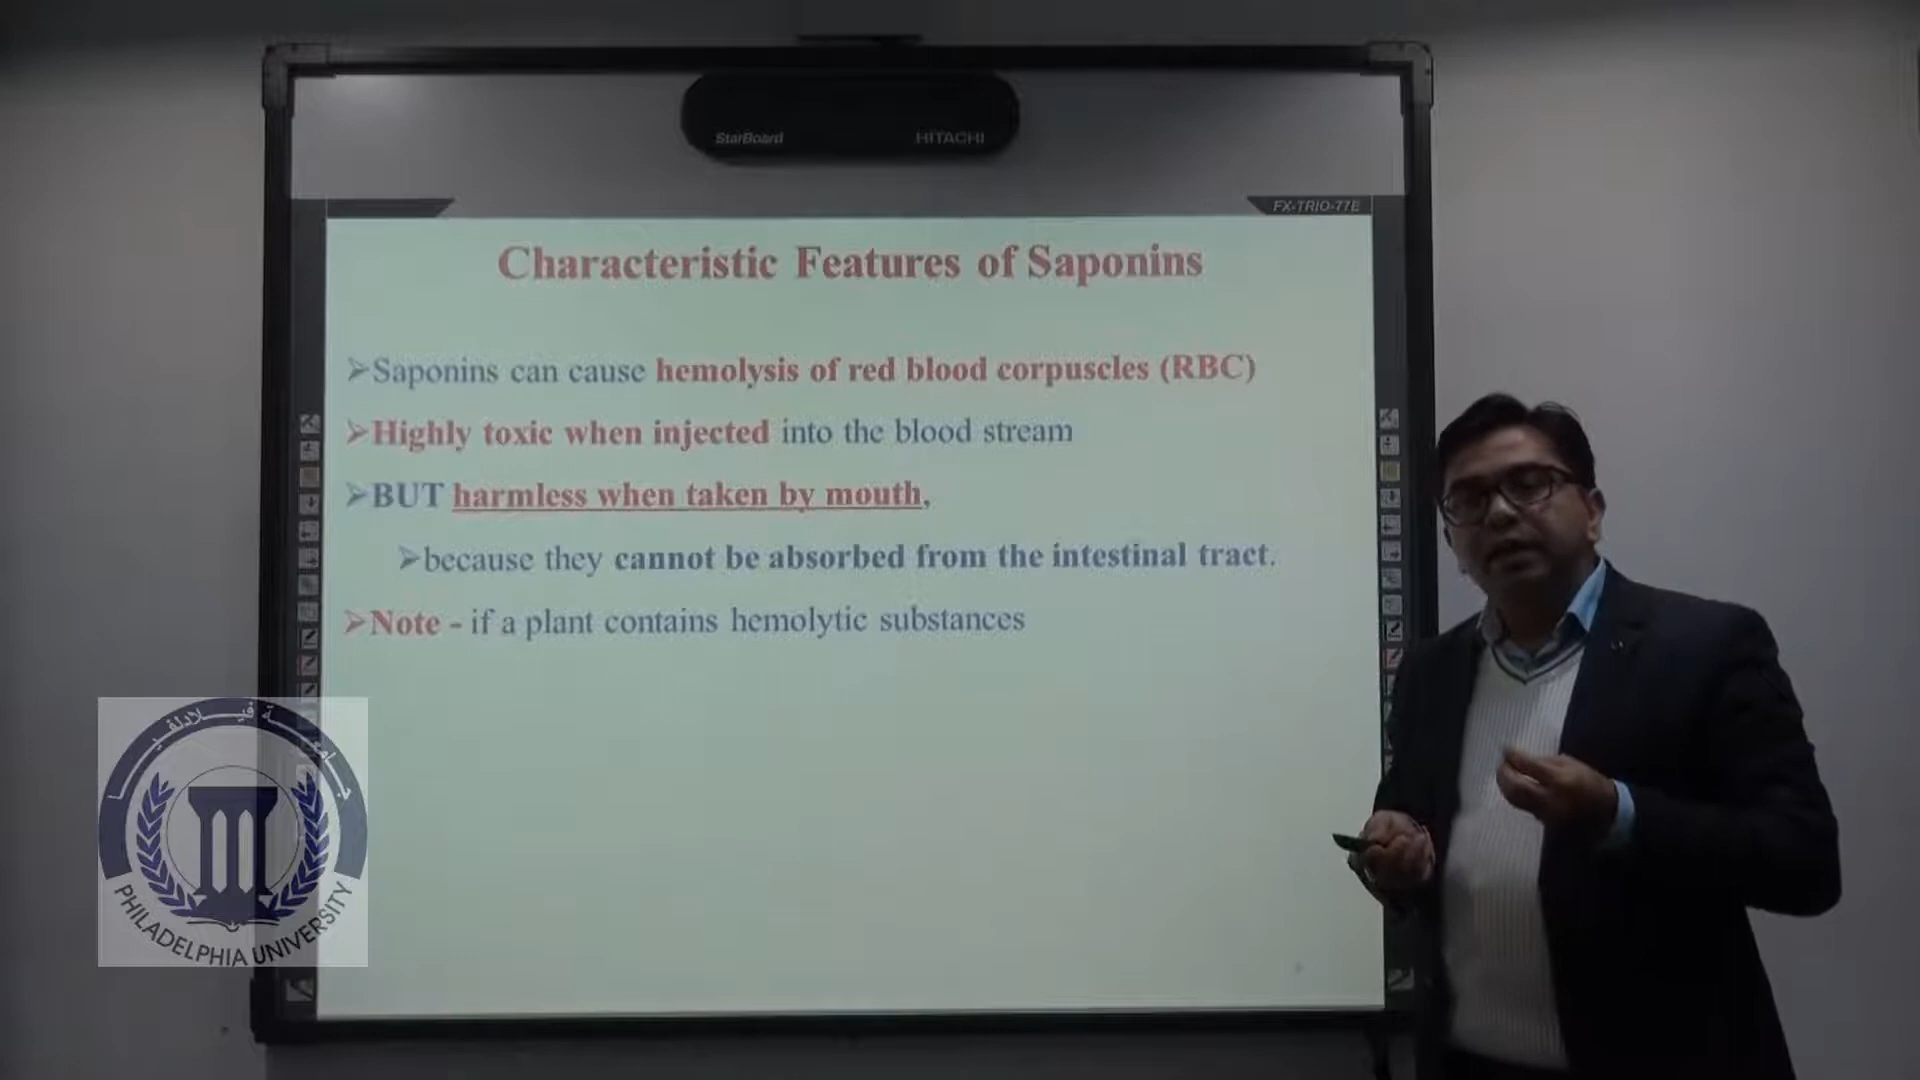 StarBoard
HITACHI
FX-TRIO-77E
Characteristic Features of Saponins
➢Saponins can cause hemolysis of red blood corpuscles (RBC)
➢Highly toxic when injected into the blood stream
➢BUT harmless when taken by mouth,
➢because they cannot be absorbed from the intestinal tract.
➢Note - if a plant contains hemolytic substances
جامعة فيلادلفيا
PHILADELPHIA UNIVERSITY